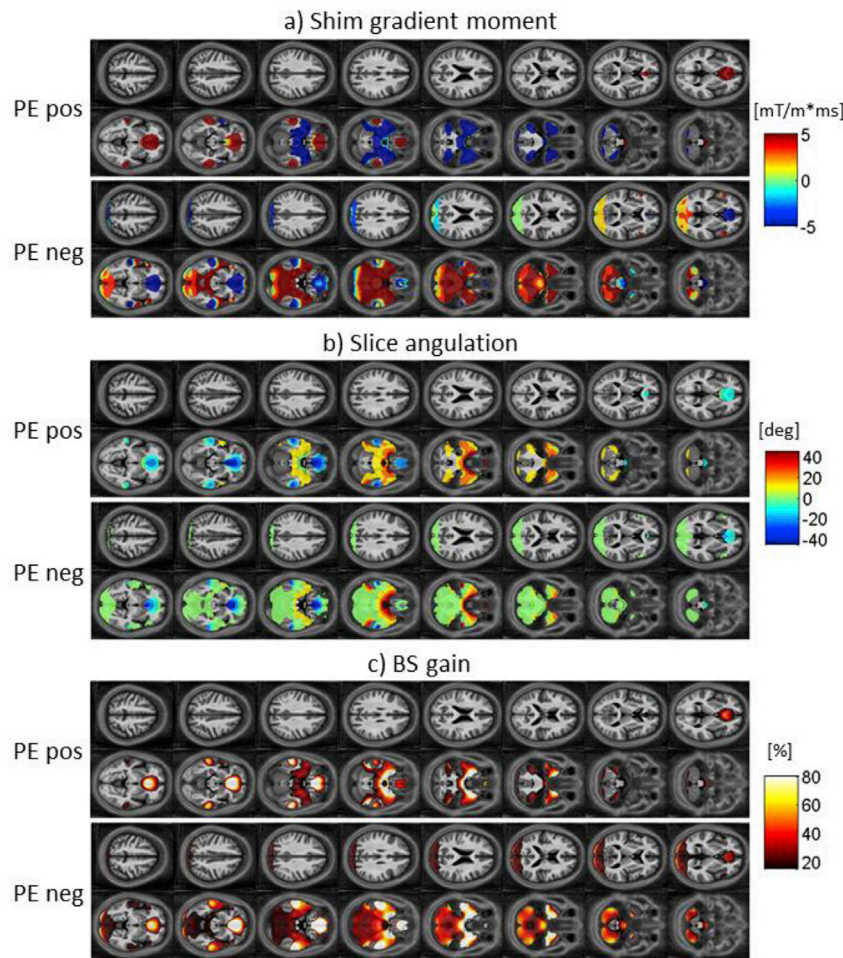 a) Shim gradient moment
PE pos
[mT/m*ms]
5
0
-5
PE neg
b) Slice angulation
PE pos
[deg]
40
20
0
-20
-40
PE neg
c) BS gain
PE pos
[%]
80
60
40
20
PE neg